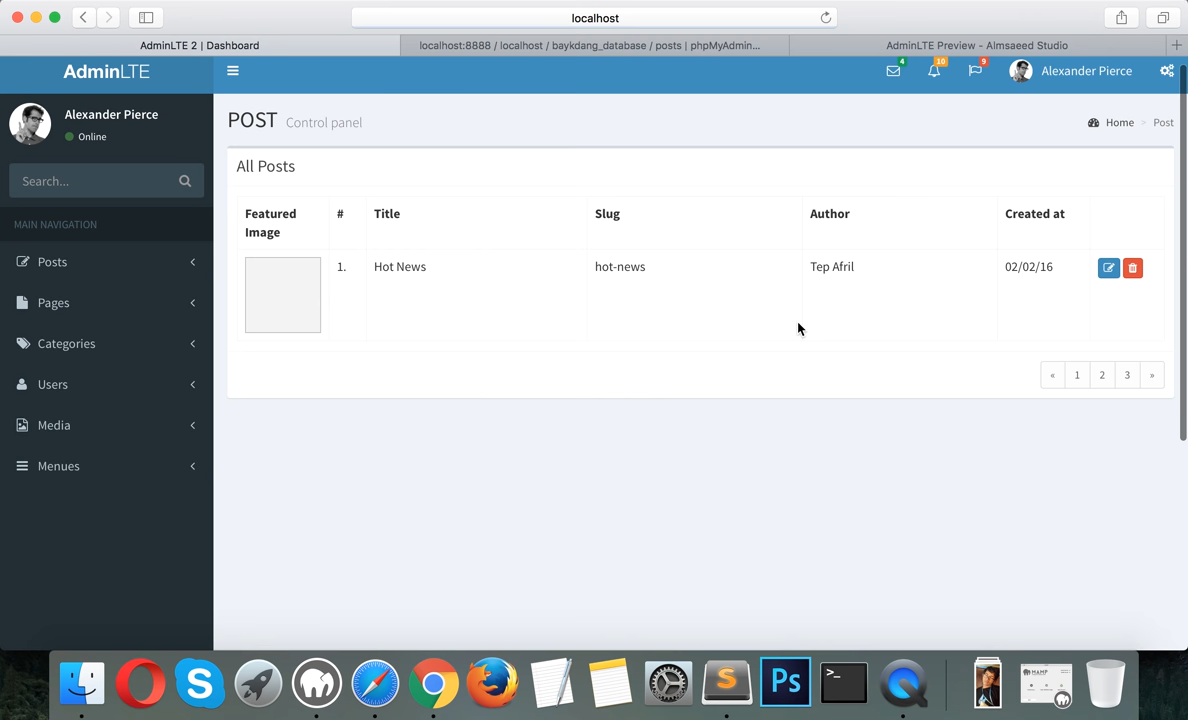 localhost
AdminLTE 2 | Dashboard
localhost:8888 / localhost / baykdang_database / posts | phpMyAdmin...
AdminLTE Preview - Almsaeed Studio
AdminLTE
4
10
9
Alexander Pierce
Alexander Pierce
Online
Search...
MAIN NAVIGATION
Posts
Pages
Categories
Users
Media
Menues
POST Control panel
Home > Post
All Posts
Featured Image # Title Slug Author Created at
1. Hot News hot-news Tep Afril 02/02/16
« 1 2 3 »
Ps
MAMP